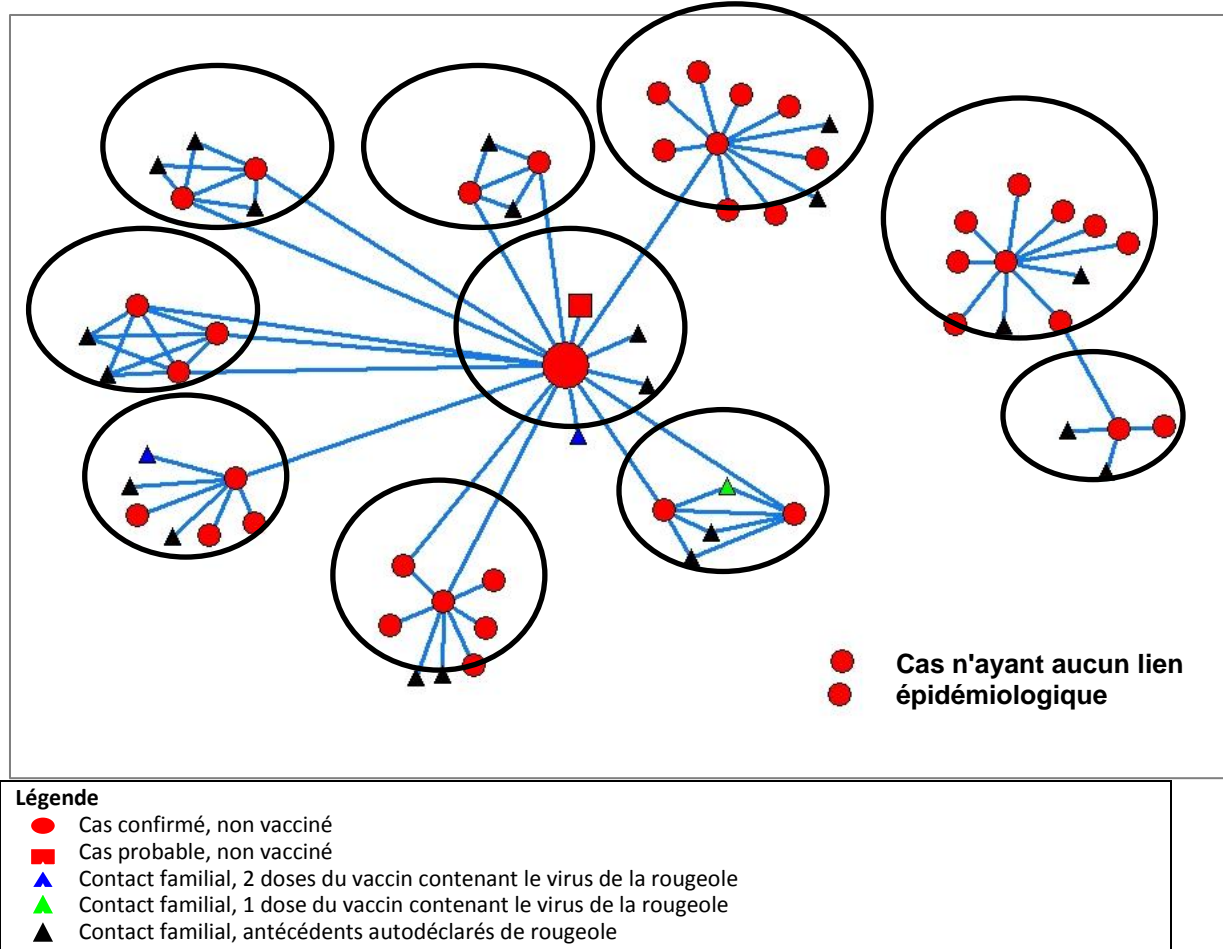 Cas n'ayant aucun lien
épidémiologique
Légende
Cas confirmé, non vacciné
Cas probable, non vacciné
Contact familial, 2 doses du vaccin contenant le virus de la rougeole
Contact familial, 1 dose du vaccin contenant le virus de la rougeole
Contact familial, antécédents autodéclarés de rougeole